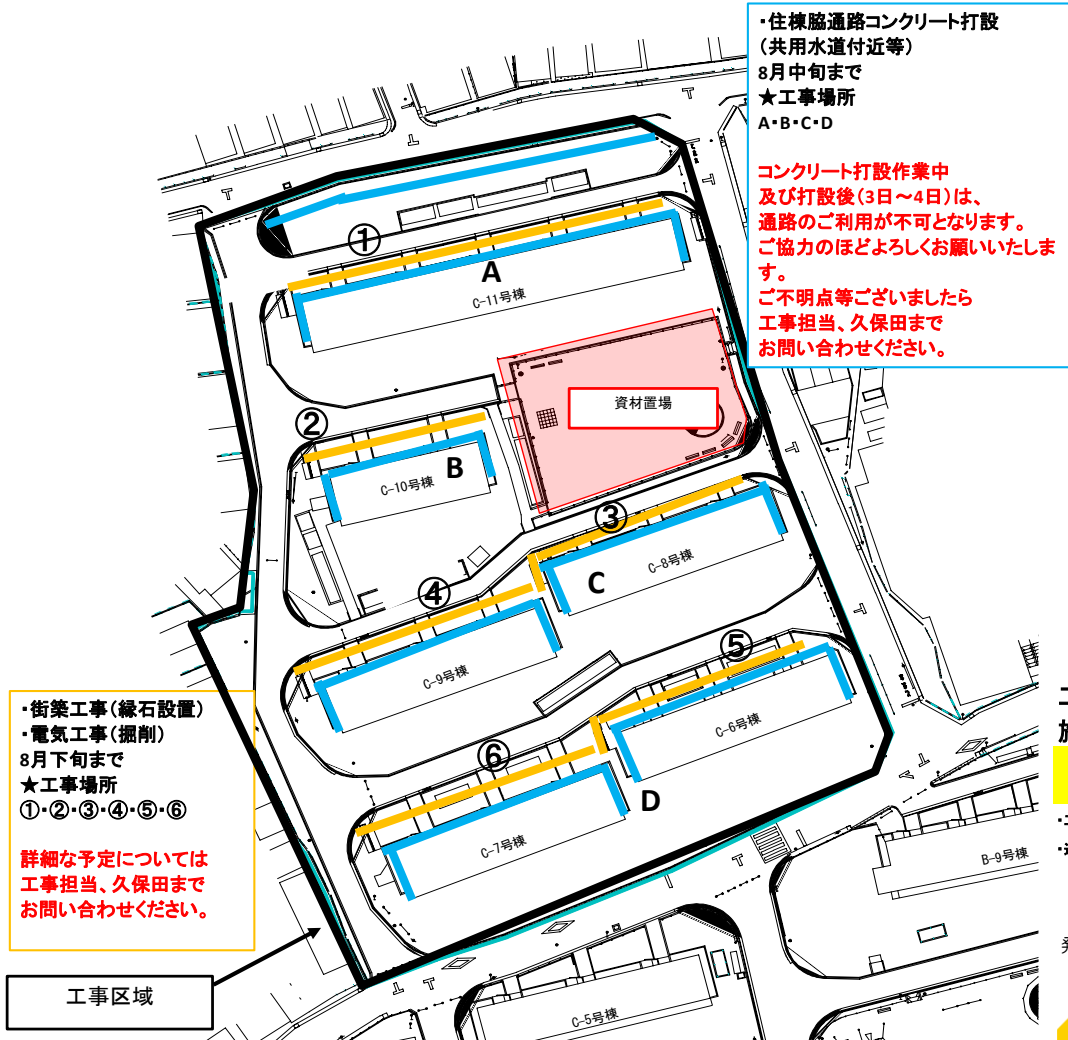 ・住棟脇通路コンクリート打設
(共用水道付近等)
8月中旬まで
★工事場所
A・B・C・D
コンクリート打設作業中
及び打設後(3日～4日)は、
通路のご利用が不可となります。
ご協力のほどよろしくお願いいたしま
す。
ご不明点等ございましたら
工事担当、久保田まで
お問い合わせください。
①
A
C-11号棟
資材置場
②
B
C-10号棟
③
C-8号棟
C
④
C-9号棟
⑤
C-6号棟
⑥
D
C-7号棟
・街築工事(縁石設置)
・電気工事(掘削)
8月下旬まで
★工事場所
①・②・③・④・⑤・⑥
詳細な予定については
工事担当、久保田まで
お問い合わせください。
工事区域
B-9号棟
C-5号棟